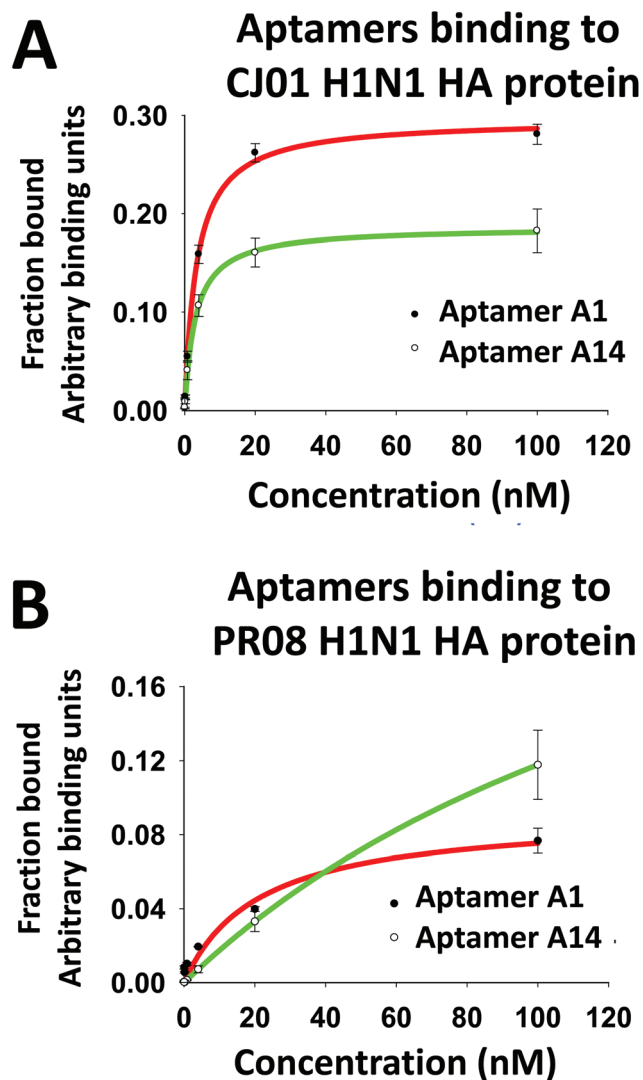 A
Aptamers binding to
CJ01 H1N1 HA protein
Fraction bound
Arbitrary binding units
0.30
0.20
0.10
0.00
Aptamer A1
Aptamer A14
0 20 40 60 80 100 120
Concentration (nM)
B
Aptamers binding to
PR08 H1N1 HA protein
Fraction bound
Arbitrary binding units
0.16
0.12
0.08
0.04
0.00
Aptamer A1
Aptamer A14
0 20 40 60 80 100 120
Concentration (nM)